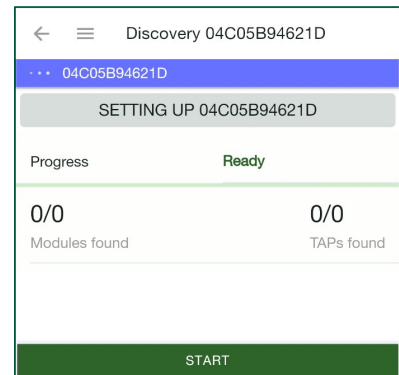 Discovery 04C05B94621D
··· 04C05B94621D
SETTING UP 04C05B94621D
Progress Ready
0/0 0/0
Modules found TAPs found
START